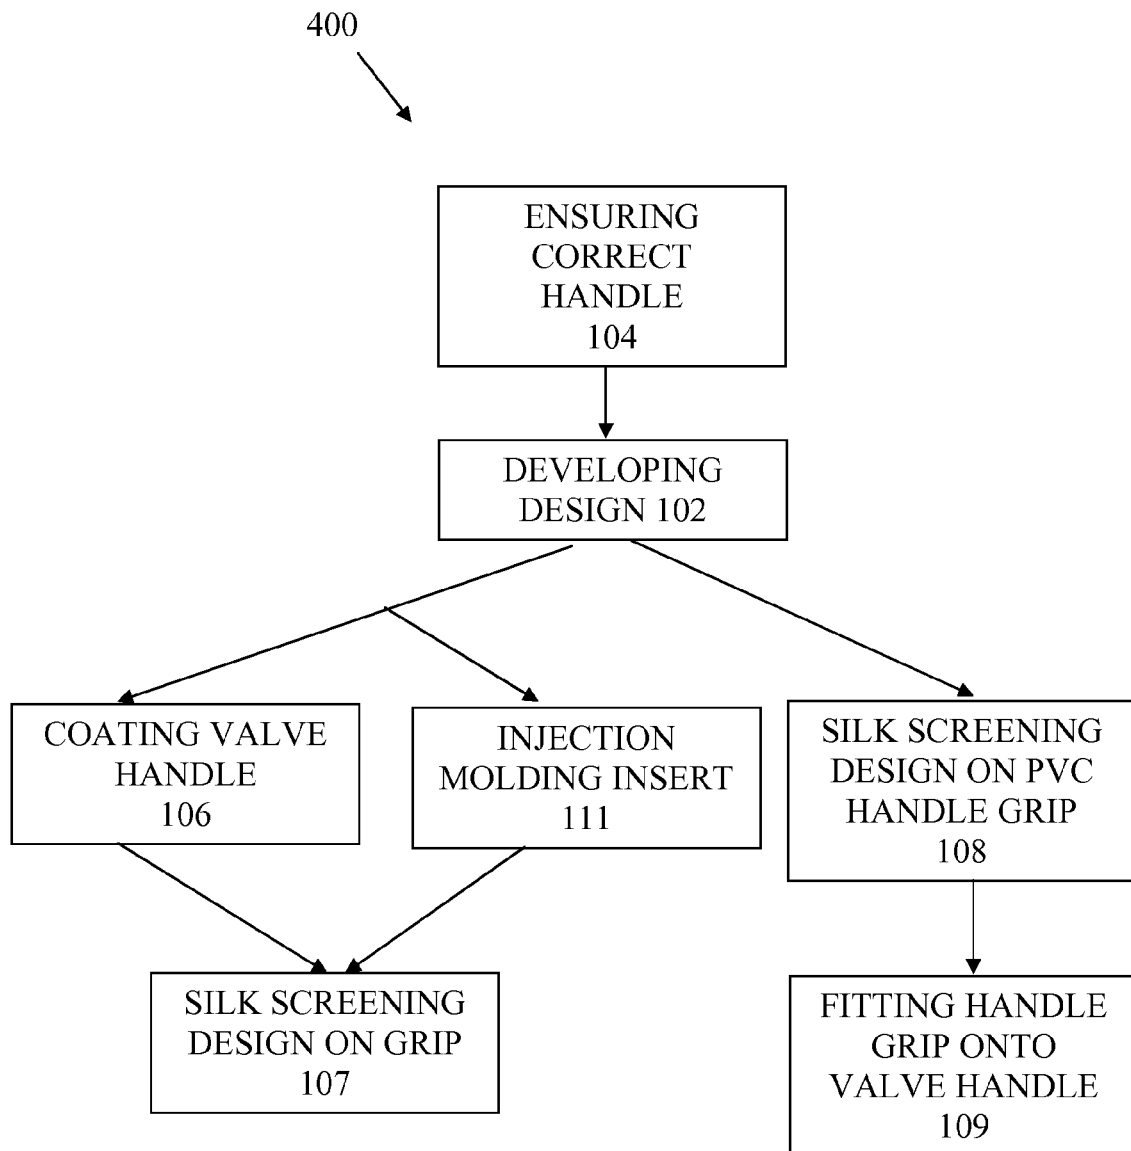 400
ENSURING
CORRECT
HANDLE
104
DEVELOPING
DESIGN 102
COATING VALVE
HANDLE
106
INJECTION
MOLDING INSERT
111
SILK SCREENING
DESIGN ON PVC
HANDLE GRIP
108
SILK SCREENING
DESIGN ON GRIP
107
FITTING HANDLE
GRIP ONTO
VALVE HANDLE
109